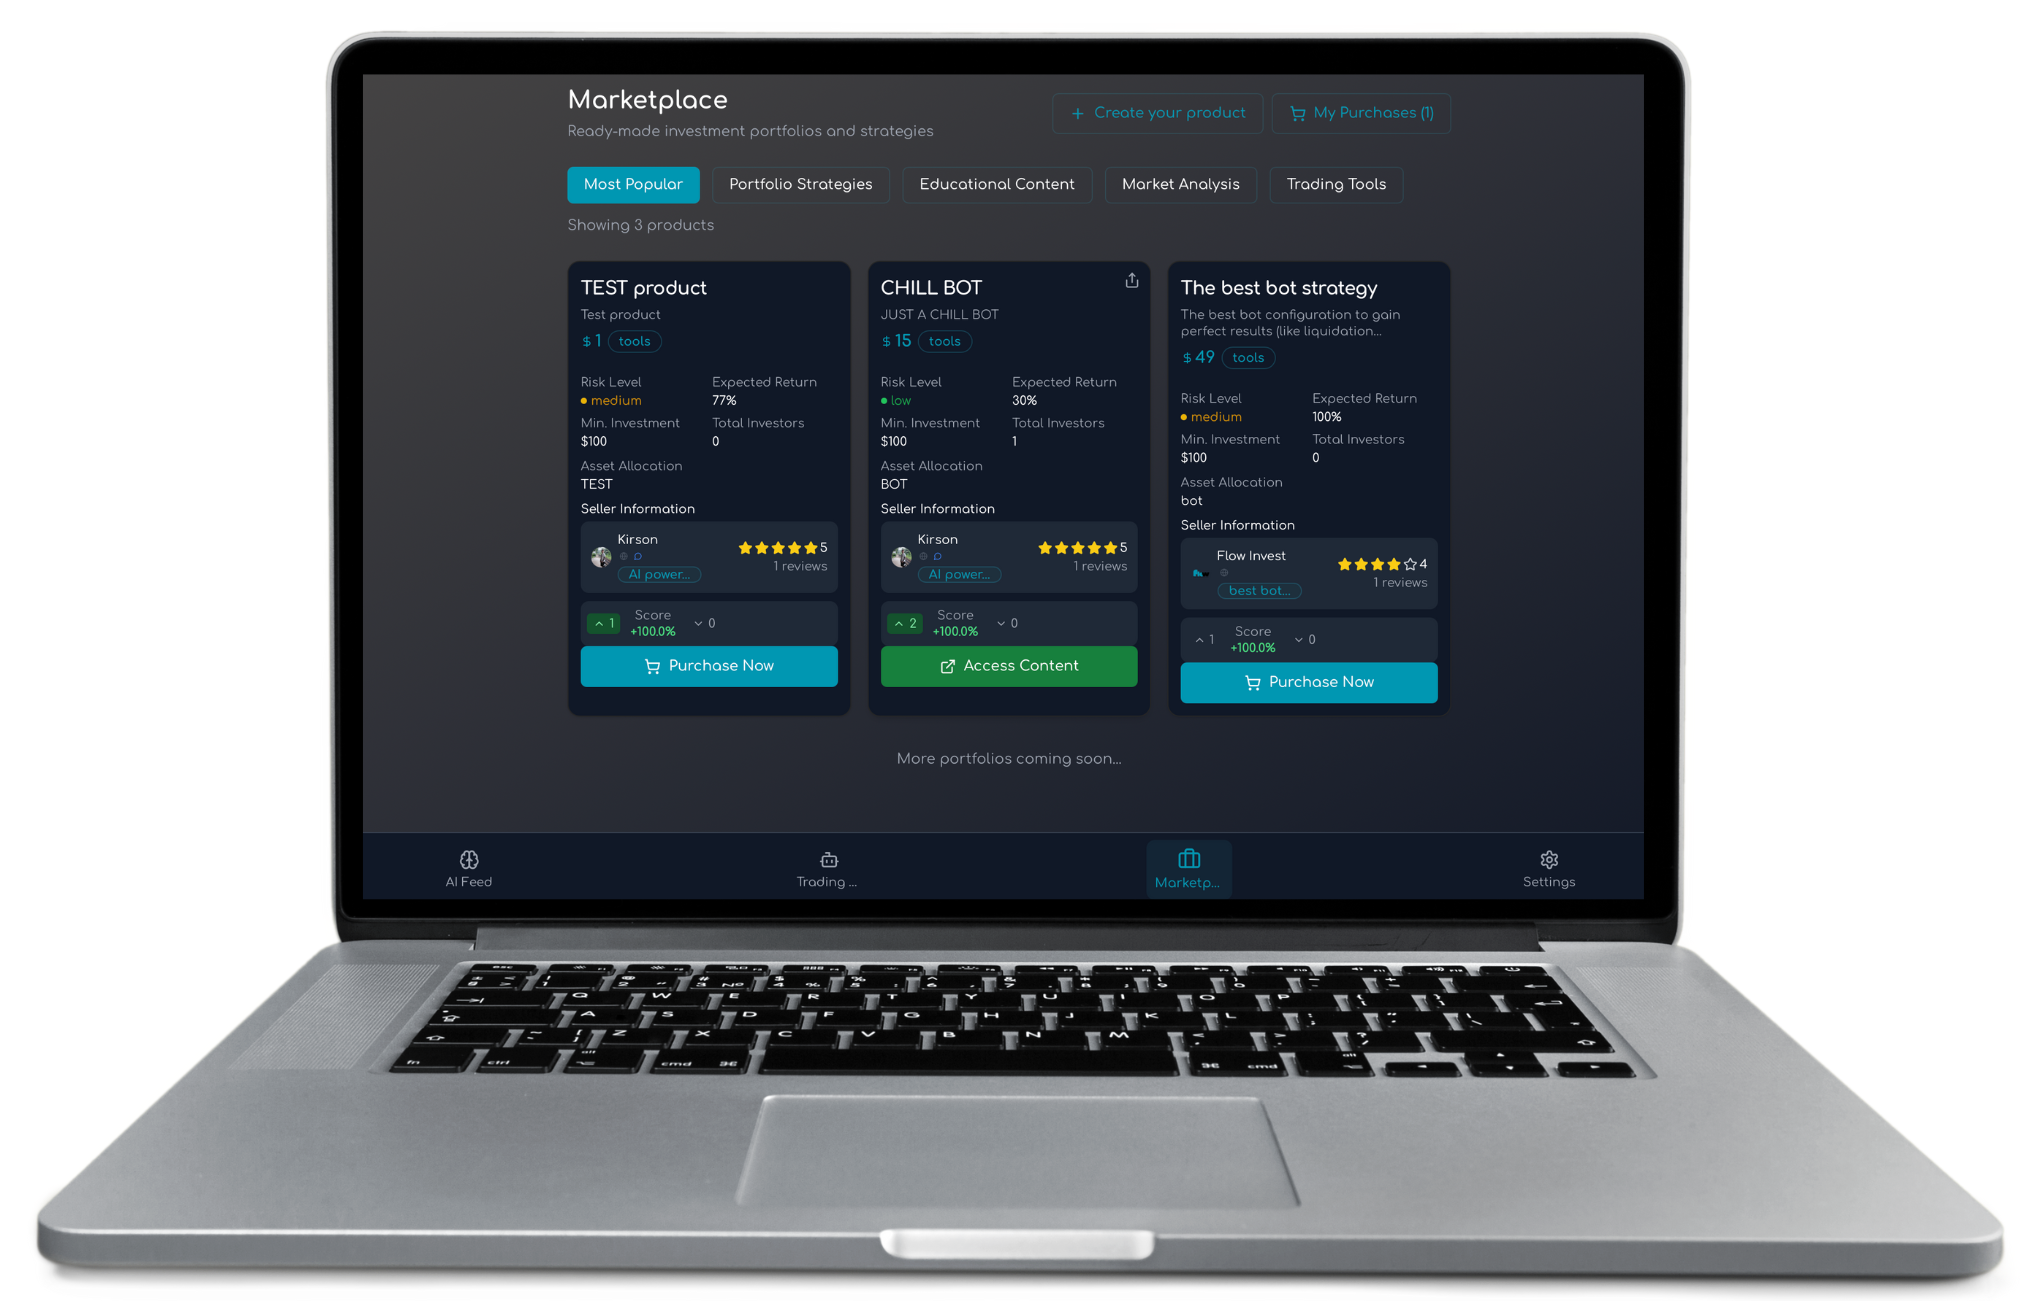 Marketplace
Ready-made investment portfolios and strategies
Create your product
My Purchases (1)
Most Popular
Portfolio Strategies
Educational Content
Market Analysis
Trading Tools
Showing 3 products
TEST product
Test product
$ 1 tools
Risk Level Expected Return
medium 77%
Min. Investment Total Investors
$100 0
Asset Allocation
TEST
Seller Information
Kirson
5
AI power...
1 reviews
1 Score 0
+100.0%
Purchase Now
CHILL BOT
JUST A CHILL BOT
$ 15 tools
Risk Level Expected Return
low 30%
Min. Investment Total Investors
$100 1
Asset Allocation
BOT
Seller Information
Kirson
5
AI power...
1 reviews
2 Score 0
+100.0%
Access Content
The best bot strategy
The best bot configuration to gain
perfect results (like liquidation...
$ 49 tools
Risk Level Expected Return
medium 100%
Min. Investment Total Investors
$100 0
Asset Allocation
bot
Seller Information
Flow Invest
4
best bot...
1 reviews
1 Score 0
+100.0%
Purchase Now
More portfolios coming soon...
AI Feed
Trading ...
Marketp...
Settings
esc
Q W E R T Y U I O P
A S D F G H J K L
Z X C V B N M
fn ctrl alt cmd ⌘ ⌘ cmd alt